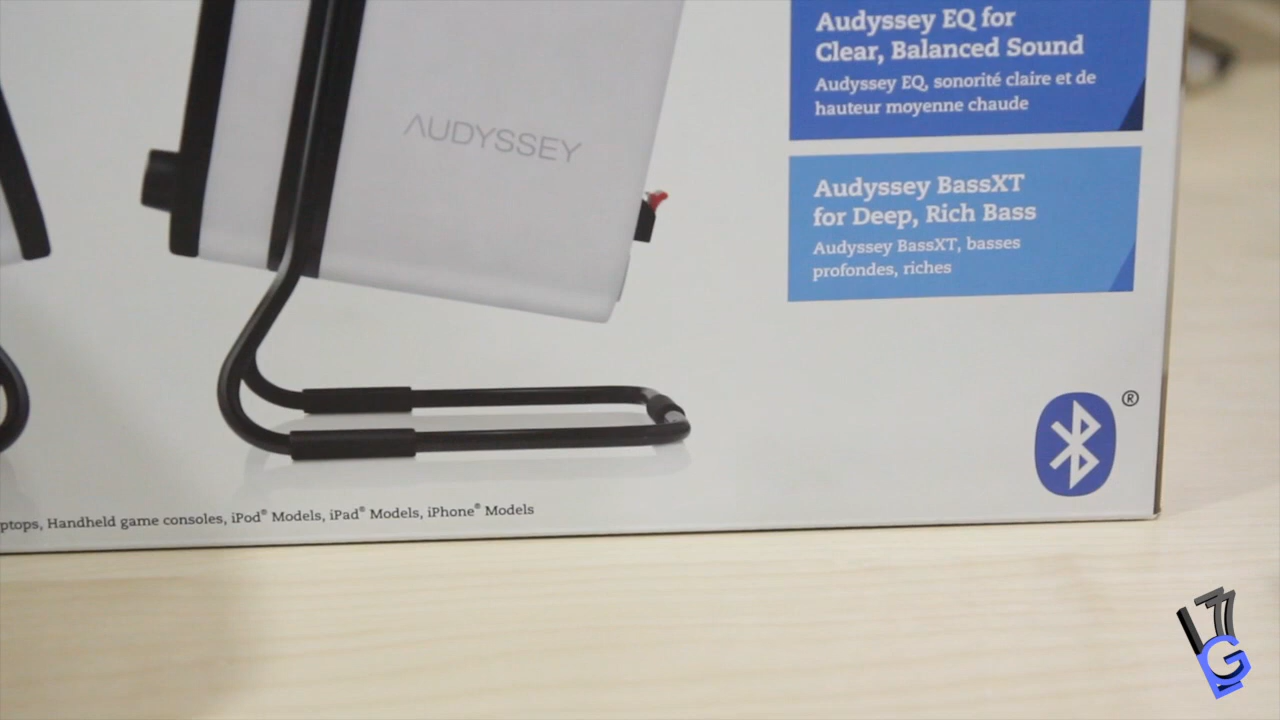 Audyssey EQ for
Clear, Balanced Sound
Audyssey EQ, sonorité claire et de
hauteur moyenne chaude
AUDYSSEY
Audyssey BassXT
for Deep, Rich Bass
Audyssey BassXT, basses
profondes, riches
®
ptops, Handheld game consoles, iPod® Models, iPad® Models, iPhone® Models